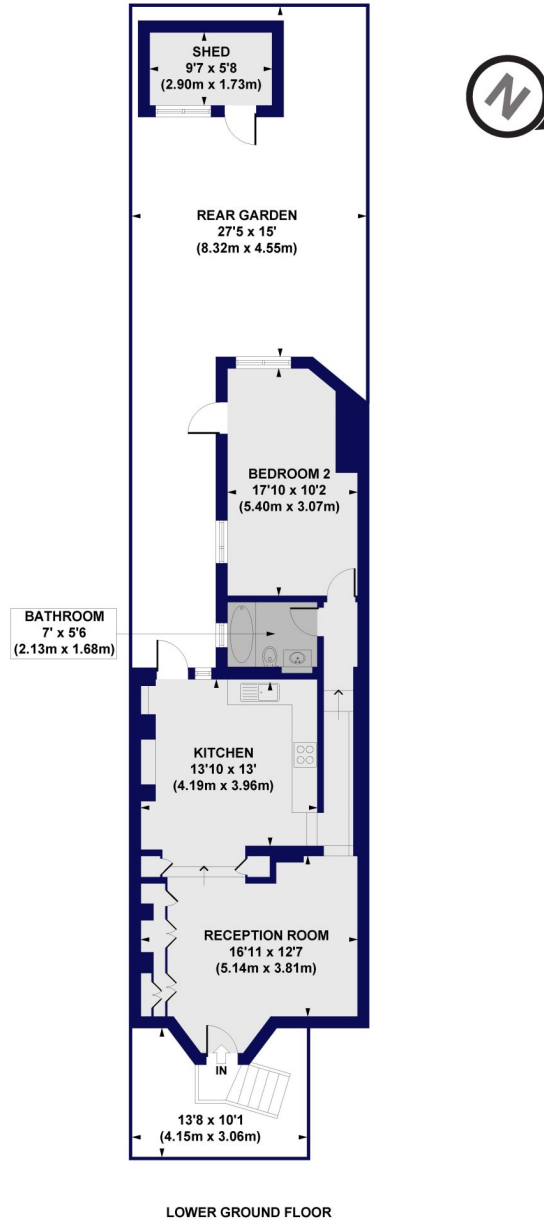 SHED
9'7 x 5'8
(2.90m x 1.73m)
N
REAR GARDEN
27'5 x 15'
(8.32m x 4.55m)
BEDROOM 2
17'10 x 10'2
(5.40m x 3.07m)
BATHROOM
7' x 5'6
(2.13m x 1.68m)
KITCHEN
13'10 x 13'
(4.19m x 3.96m)
RECEPTION ROOM
16'11 x 12'7
(5.14m x 3.81m)
IN
13'8 x 10'1
(4.15m x 3.06m)
LOWER GROUND FLOOR